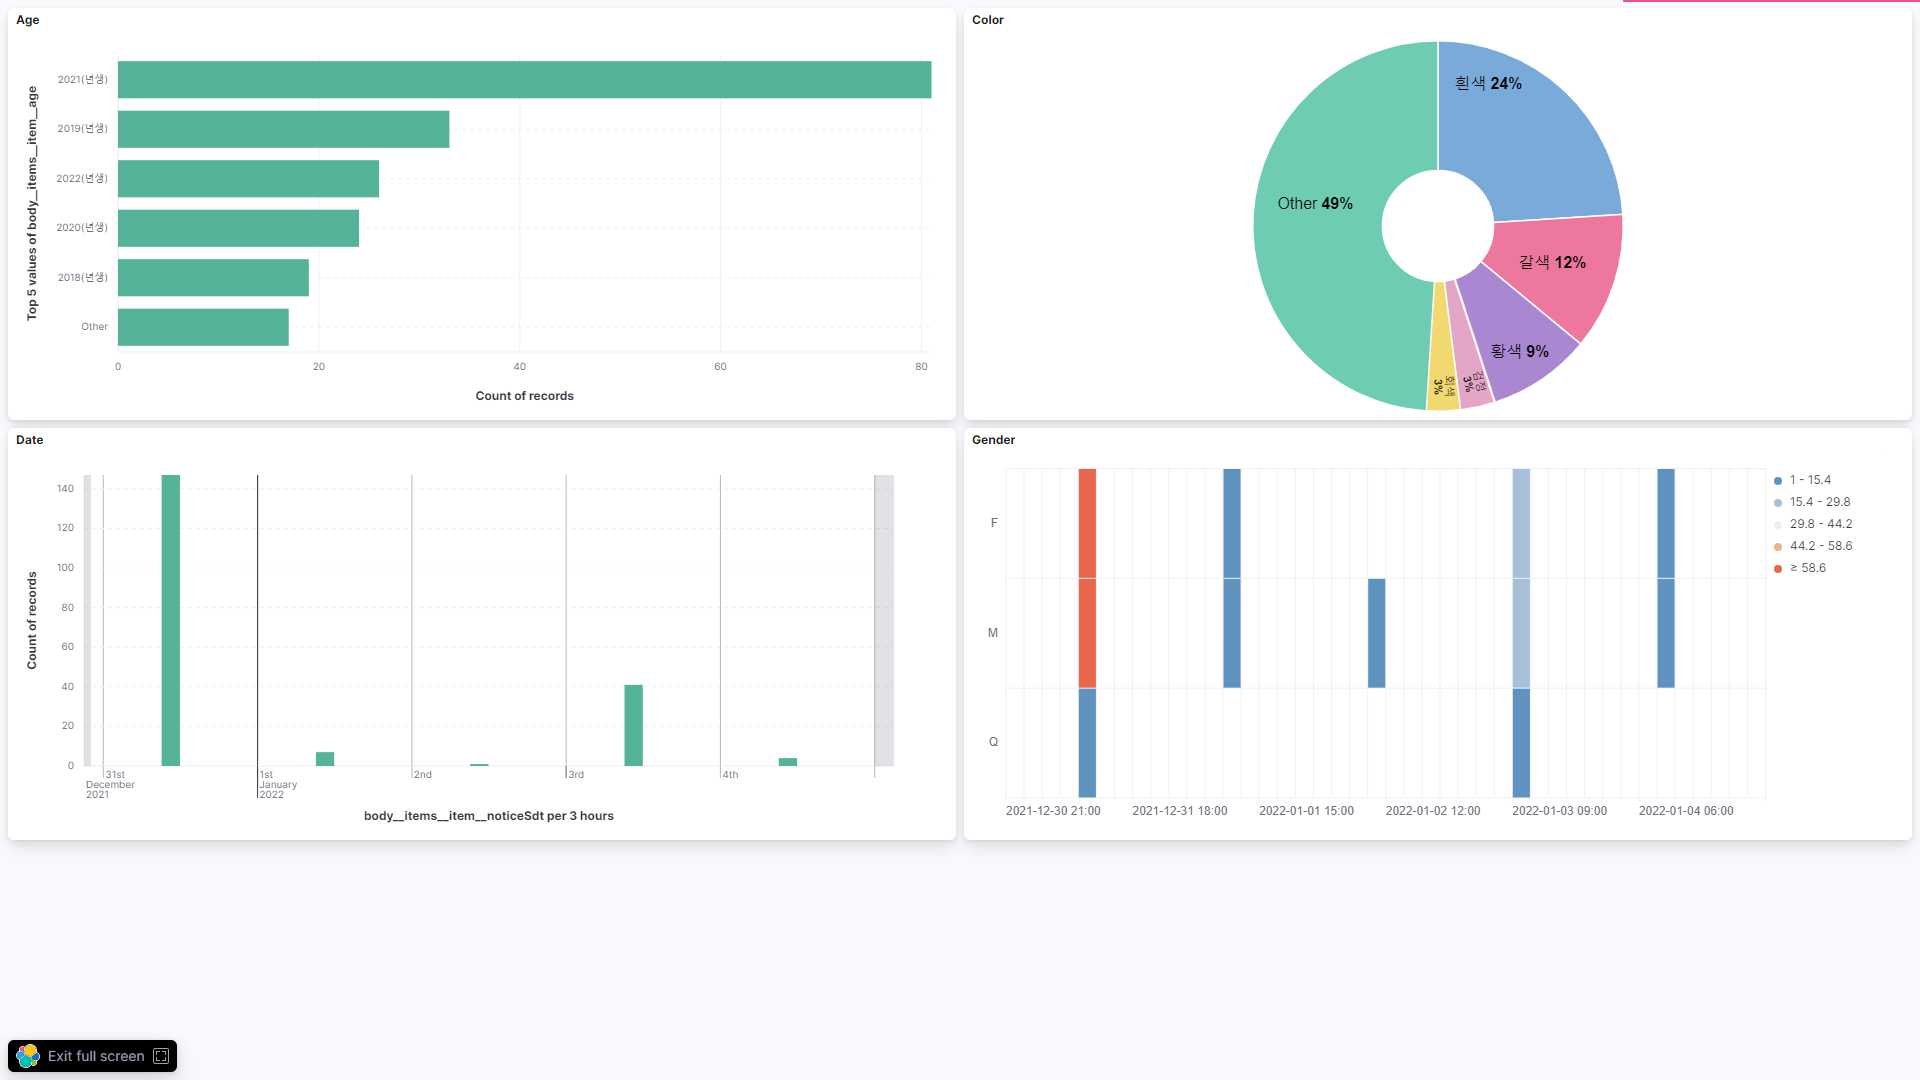 Age
Top 5 values of body__items__item__age
2021(년생)
2019(년생)
2022(년생)
2020(년생)
2018(년생)
Other
0
20
40
60
80
Count of records
Color
흰색 24%
Other 49%
갈색 12%
황색 9%
검정 3%
회색 3%
Date
Count of records
140
120
100
80
60
40
20
0
31st
December
2021
1st
January
2022
2nd
3rd
4th
body__items__item__noticeSdt per 3 hours
Gender
F
M
Q
2021-12-30 21:00
2021-12-31 18:00
2022-01-01 15:00
2022-01-02 12:00
2022-01-03 09:00
2022-01-04 06:00
1 - 15.4
15.4 - 29.8
29.8 - 44.2
44.2 - 58.6
≥ 58.6
Exit full screen